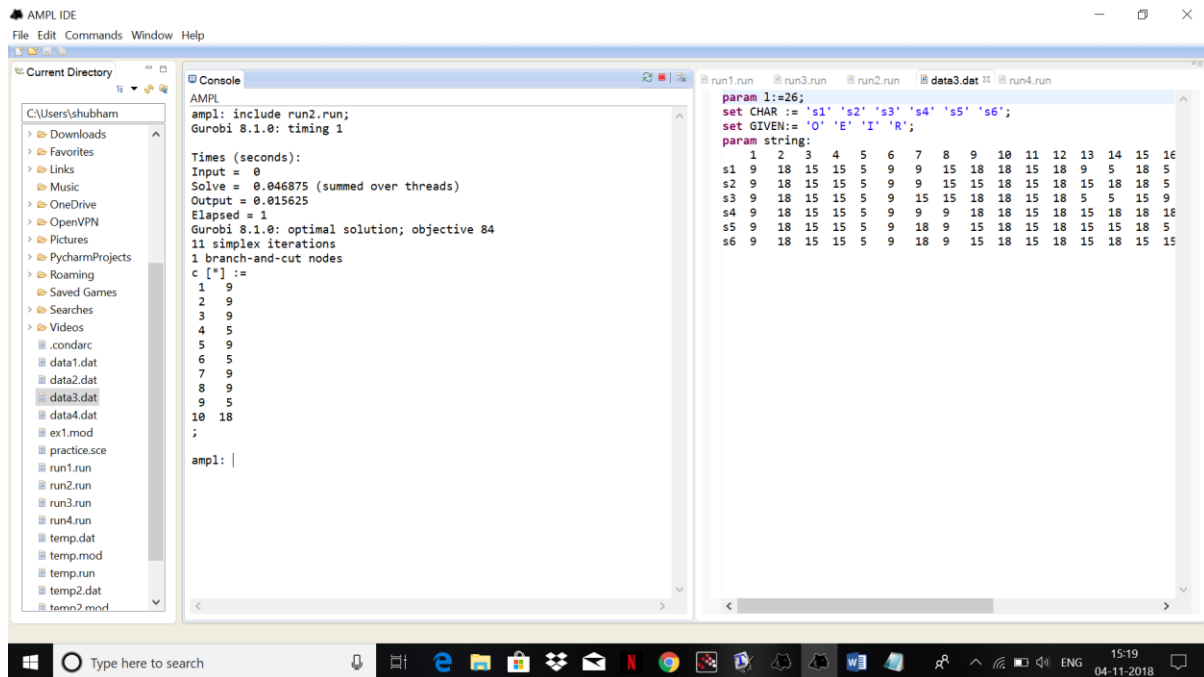 AMPL IDE
File Edit Commands Window Help
Current Directory
C:\Users\shubham
Downloads
Favorites
Links
Music
OneDrive
OpenVPN
Pictures
PycharmProjects
Roaming
Saved Games
Searches
Videos
.condarc
data1.dat
data2.dat
data3.dat
data4.dat
ex1.mod
practice.sce
run1.run
run2.run
run3.run
run4.run
temp.dat
temp.mod
temp.run
temp2.dat
temp2.mod
Console
AMPL
ampl: include run2.run;
Gurobi 8.1.0: timing 1
Times (seconds):
Input = 0
Solve = 0.046875 (summed over threads)
Output = 0.015625
Elapsed = 1
Gurobi 8.1.0: optimal solution; objective 84
11 simplex iterations
1 branch-and-cut nodes
c [*] :=
1 9
2 9
3 9
4 5
5 9
6 5
7 9
8 9
9 5
10 18
;
ampl:
run1.run run3.run run2.run data3.dat run4.run
param l:=26;
set CHAR := 's1' 's2' 's3' 's4' 's5' 's6';
set GIVEN:= 'O' 'E' 'I' 'R';
param string:
1 2 3 4 5 6 7 8 9 10 11 12 13 14 15 16
s1 9 18 15 15 5 9 9 15 18 18 15 18 9 5 18 5
s2 9 18 15 15 5 9 9 15 15 18 15 18 15 18 18 5
s3 9 18 15 15 5 9 15 15 18 18 15 18 5 5 15 9
s4 9 18 15 15 5 9 9 9 18 18 15 18 15 18 18 18
s5 9 18 15 15 5 9 18 9 15 18 15 18 15 15 18 5
s6 9 18 15 15 5 9 18 9 15 18 15 18 15 18 15 15
Type here to search
N
W
ENG
15:19
04-11-2018